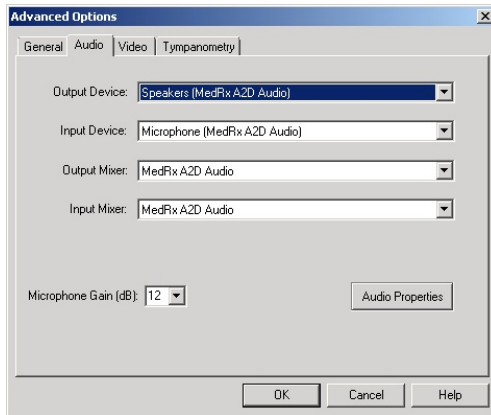 Advanced Options
General Audio Video Tympanometry
Output Device: Speakers (MedRx A2D Audio)
Input Device: Microphone (MedRx A2D Audio)
Output Mixer: MedRx A2D Audio
Input Mixer: MedRx A2D Audio
Microphone Gain (dB): 12 Audio Properties
OK Cancel Help